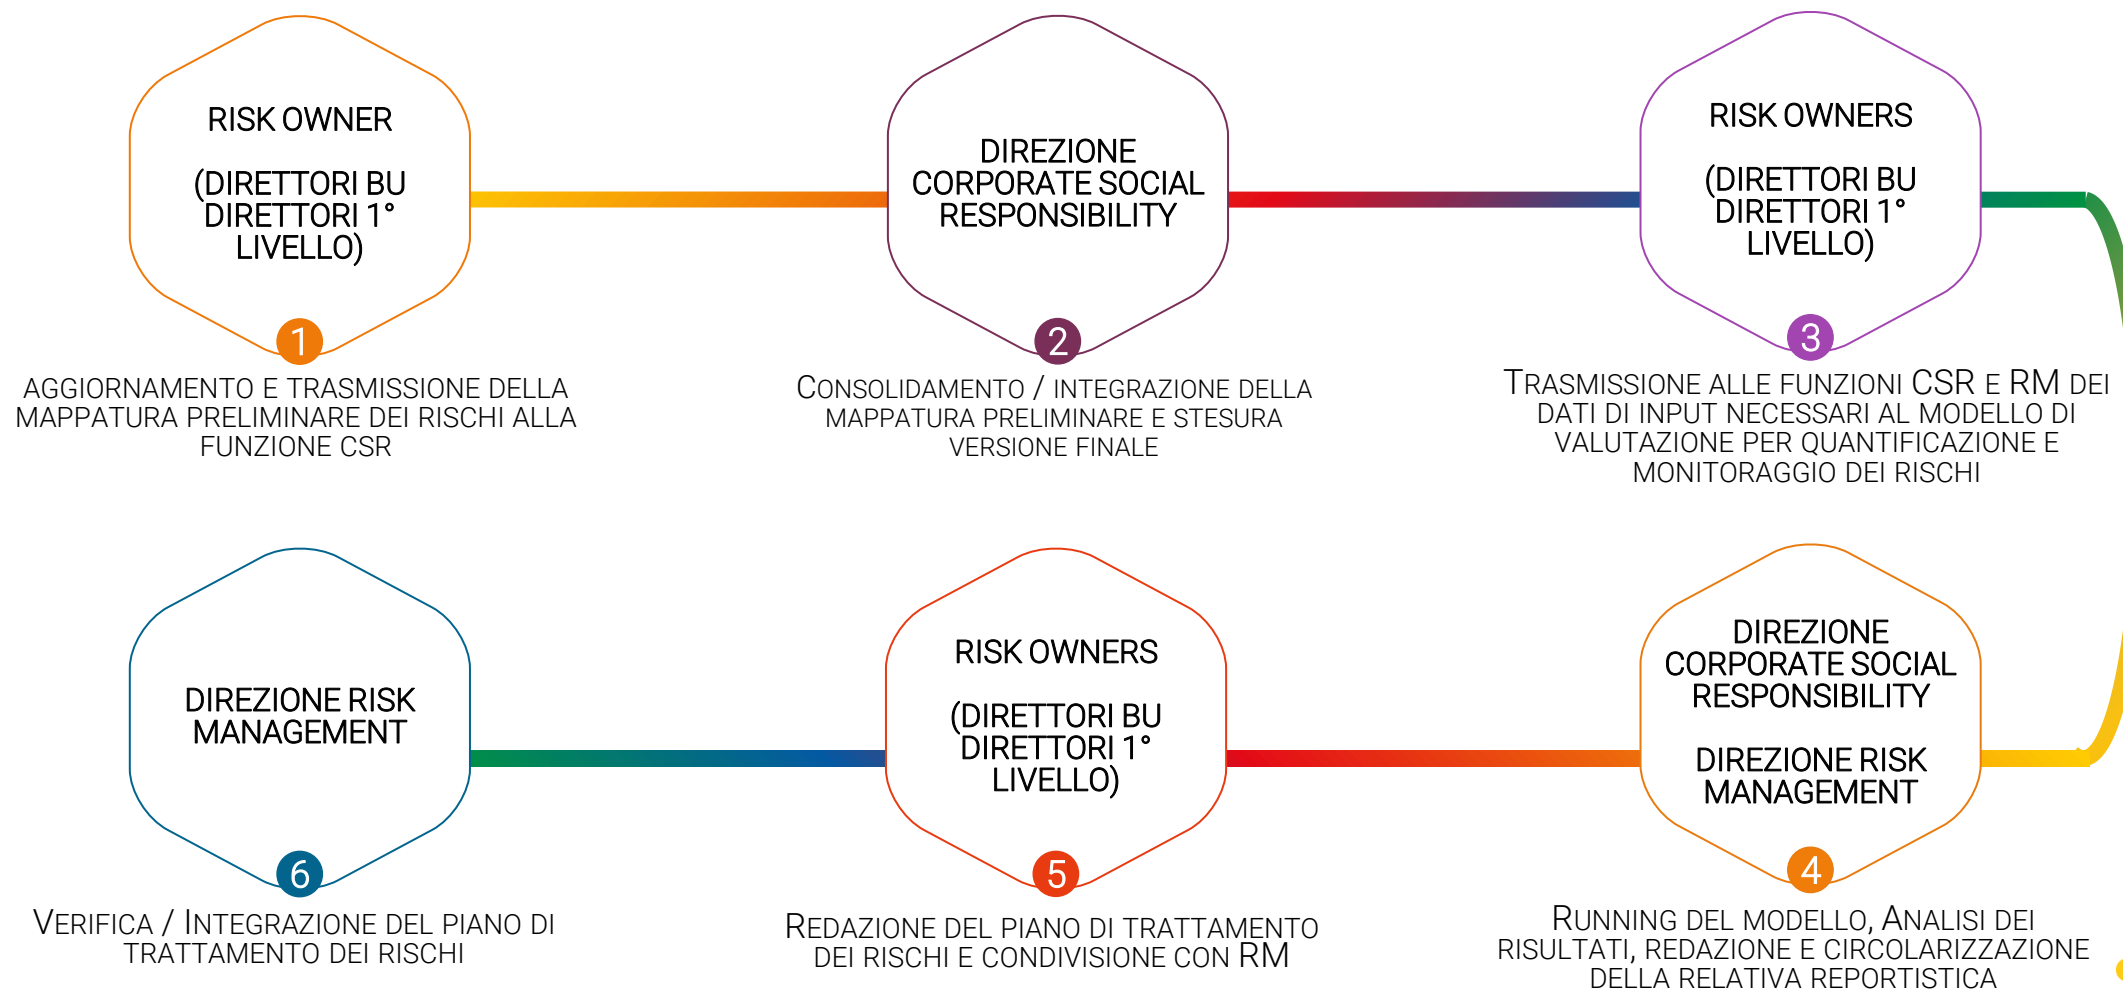 RISK OWNER
(DIRETTORI BU
DIRETTORI 1°
LIVELLO)
1
AGGIORNAMENTO E TRASMISSIONE DELLA
MAPPATURA PRELIMINARE DEI RISCHI ALLA
FUNZIONE CSR
DIREZIONE
CORPORATE SOCIAL
RESPONSIBILITY
2
CONSOLIDAMENTO / INTEGRAZIONE DELLA
MAPPATURA PRELIMINARE E STESURA
VERSIONE FINALE
RISK OWNERS
(DIRETTORI BU
DIRETTORI 1°
LIVELLO)
3
TRASMISSIONE ALLE FUNZIONI CSR E RM DEI
DATI DI INPUT NECESSARI AL MODELLO DI
VALUTAZIONE PER QUANTIFICAZIONE E
MONITORAGGIO DEI RISCHI
DIREZIONE
CORPORATE SOCIAL
RESPONSIBILITY
DIREZIONE RISK
MANAGEMENT
4
RUNNING DEL MODELLO, ANALISI DEI
RISULTATI, REDAZIONE E CIRCOLARIZZAZIONE
DELLA RELATIVA REPORTISTICA
RISK OWNERS
(DIRETTORI BU
DIRETTORI 1°
LIVELLO)
5
REDAZIONE DEL PIANO DI TRATTAMENTO
DEI RISCHI E CONDIVISIONE CON RM
DIREZIONE RISK
MANAGEMENT
6
VERIFICA / INTEGRAZIONE DEL PIANO DI
TRATTAMENTO DEI RISCHI